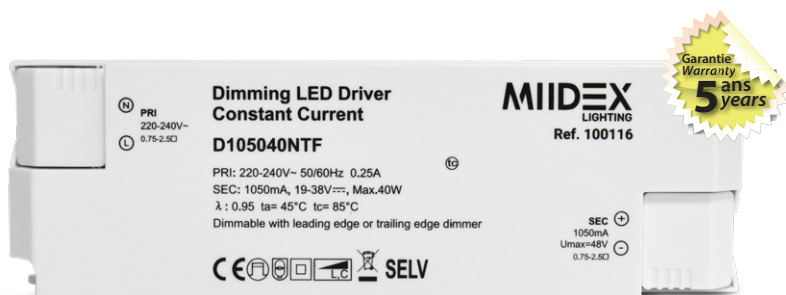 Garantie
Warranty
5 ans
years
MIIDEX
LIGHTING
Ref. 100116
Dimming LED Driver
Constant Current
D105040NTF
PRI: 220-240V~ 50/60Hz 0.25A
SEC: 1050mA, 19-38V⎓, Max.40W
λ : 0.95 ta= 45°C tc= 85°C
Dimmable with leading edge or trailing edge dimmer
N
PRI
220-240V~
L
0.75-2.5□
tc
SEC +
1050mA
Umax=48V
-
0.75-2.5□
CE
L,C
SELV